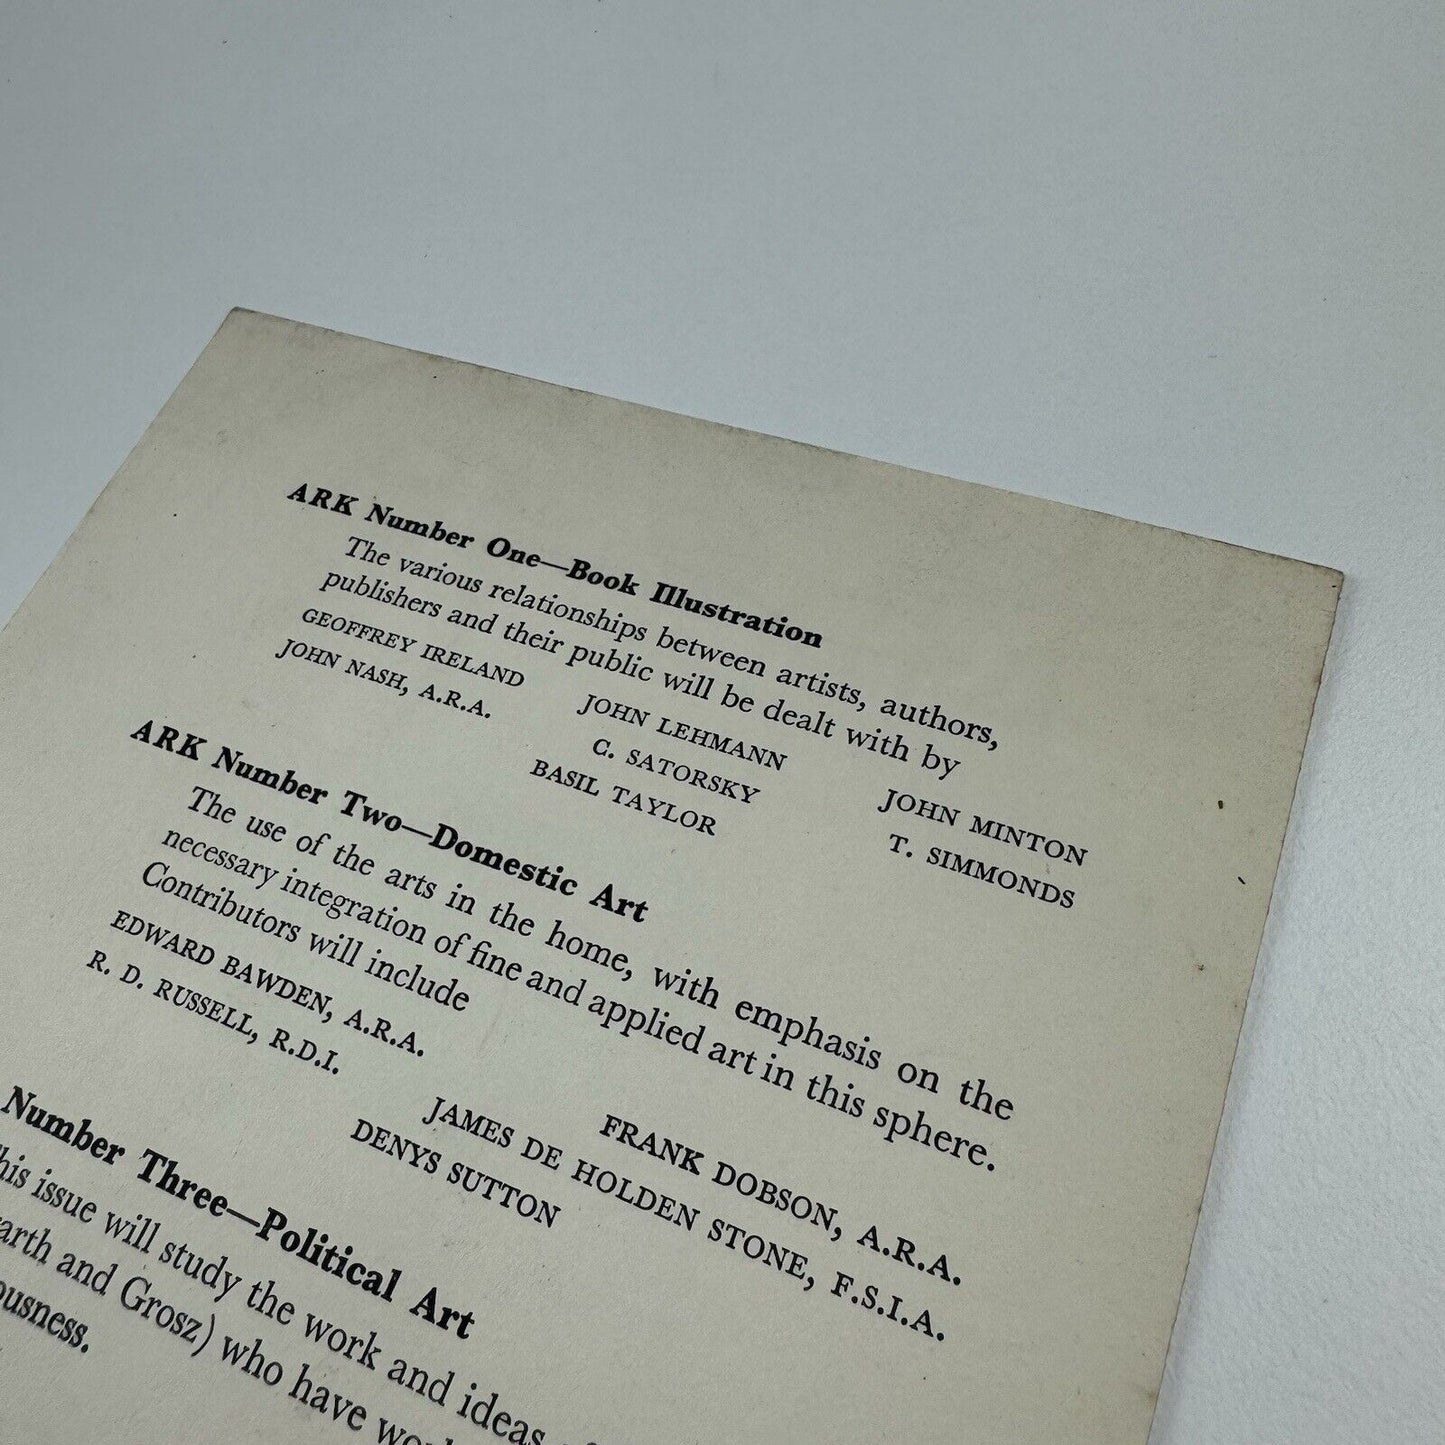 ARK Number One—Book Illustration
The various relationships between artists, authors,
publishers and their public will be dealt with by
GEOFFREY IRELAND JOHN LEHMANN JOHN MINTON
JOHN NASH, A.R.A. C. SATORSKY T. SIMMONDS
BASIL TAYLOR
ARK Number Two—Domestic Art
The use of the arts in the home, with emphasis on the
necessary integration of fine and applied art in this sphere.
Contributors will include
EDWARD BAWDEN, A.R.A. FRANK DOBSON, A.R.A.
R. D. RUSSELL, R.D.I. JAMES DE HOLDEN STONE, F.S.I.A.
DENYS SUTTON
Number Three—Political Art
his issue will study the work and ideas
arth and Grosz) who have
ousness.